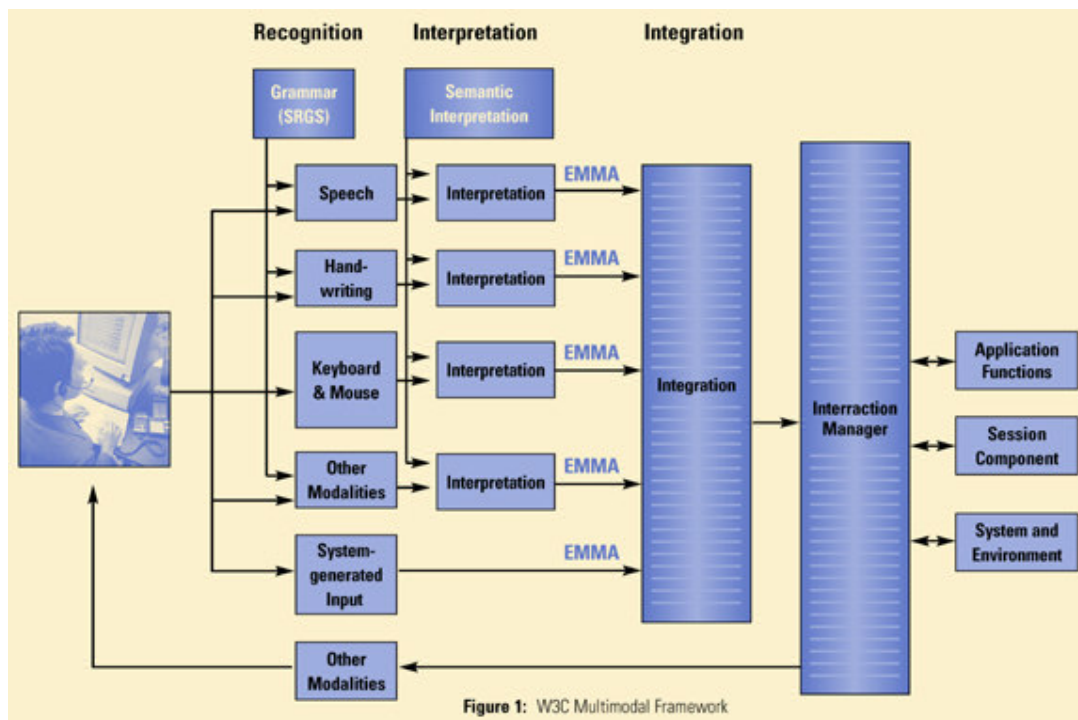 Recognition Interpretation Integration
Grammar
(SRGS)
Semantic
Interpretation
Speech
Interpretation
EMMA
Hand-
writing
Interpretation
EMMA
Keyboard
& Mouse
Interpretation
EMMA
Other
Modalities
Interpretation
EMMA
System-
generated
Input
EMMA
Other
Modalities
Integration
Interraction
Manager
Application
Functions
Session
Component
System and
Environment
Figure 1: W3C Multimodal Framework